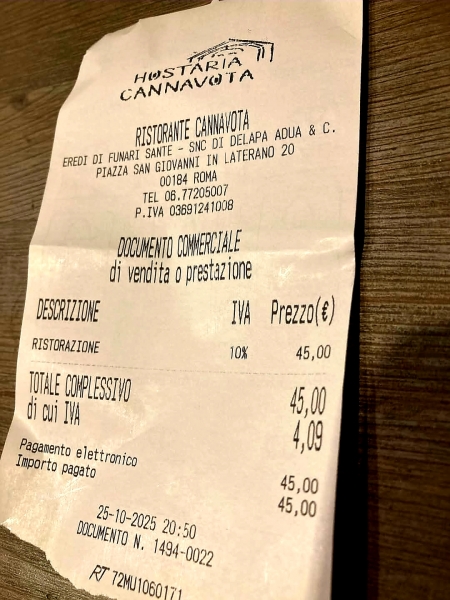 HOSTARIA
CANNAVOTA
RISTORANTE CANNAVOTA
EREDI DI FUNARI SANTE - SNC DI DELAPA ADUA & C.
PIAZZA SAN GIOVANNI IN LATERANO 20
00184 ROMA
TEL 06.77205007
P.IVA 03691241008
DOCUMENTO COMMERCIALE
di vendita o prestazione
DESCRIZIONE IVA Prezzo(€)
RISTORAZIONE 10% 45,00
TOTALE COMPLESSIVO 45,00
di cui IVA 4,09
Pagamento elettronico 45,00
Importo pagato 45,00
25-10-2025 20:50
DOCUMENTO N. 1494-0022
RT 72MU1060171